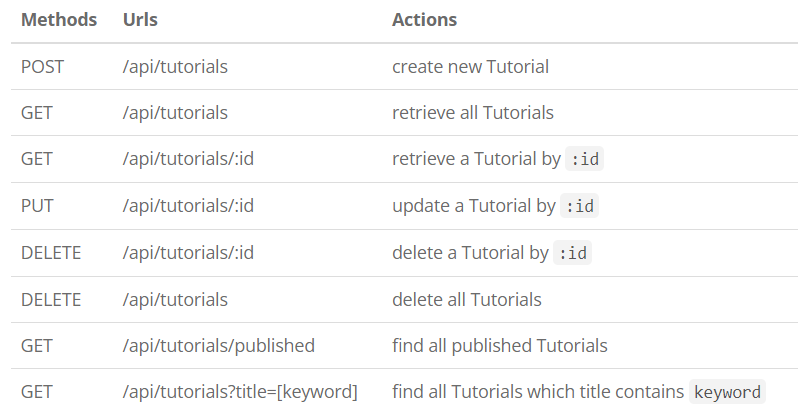 Methods Urls Actions
POST /api/tutorials create new Tutorial
GET /api/tutorials retrieve all Tutorials
GET /api/tutorials/:id retrieve a Tutorial by :id
PUT /api/tutorials/:id update a Tutorial by :id
DELETE /api/tutorials/:id delete a Tutorial by :id
DELETE /api/tutorials delete all Tutorials
GET /api/tutorials/published find all published Tutorials
GET /api/tutorials?title=[keyword] find all Tutorials which title contains keyword